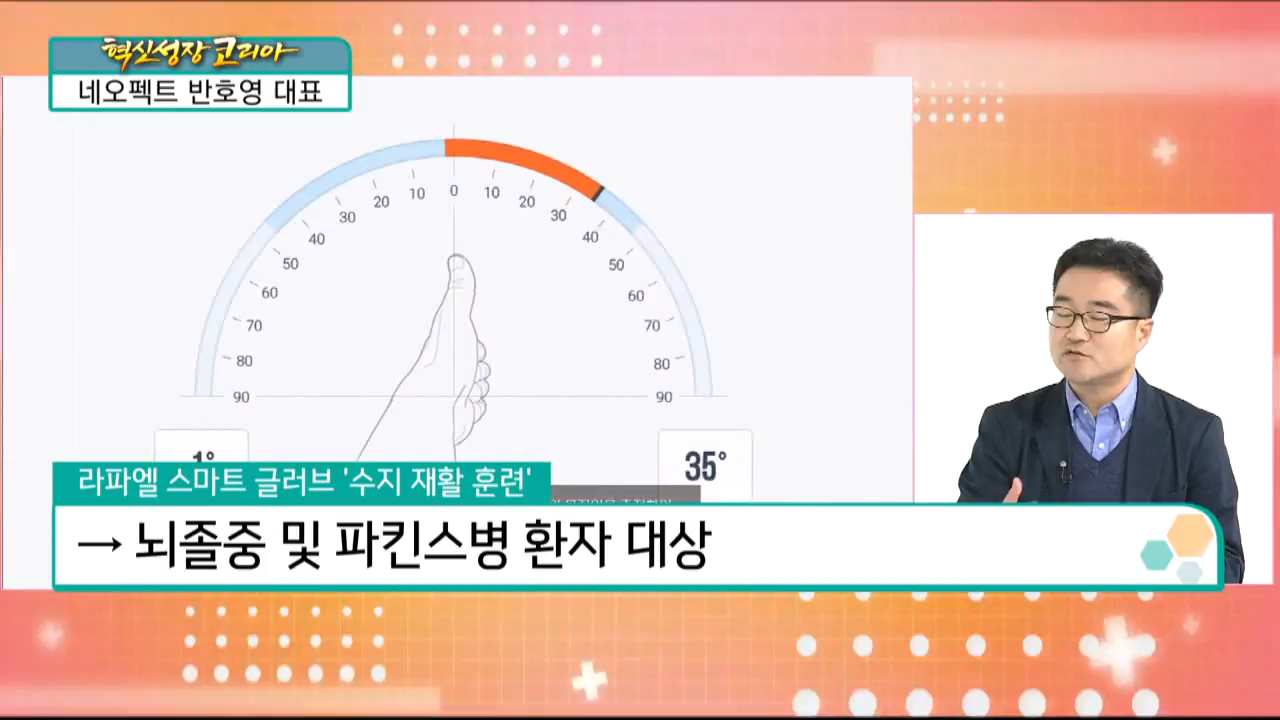 혁신성장 코리아
네오펙트 반호영 대표
0
10 10
20 20
30 30
40 40
50 50
60 60
70 70
80 80
90 90
1° 35°
라파엘 스마트 글러브 '수지 재활 훈련'
→ 뇌졸중 및 파킨스병 환자 대상